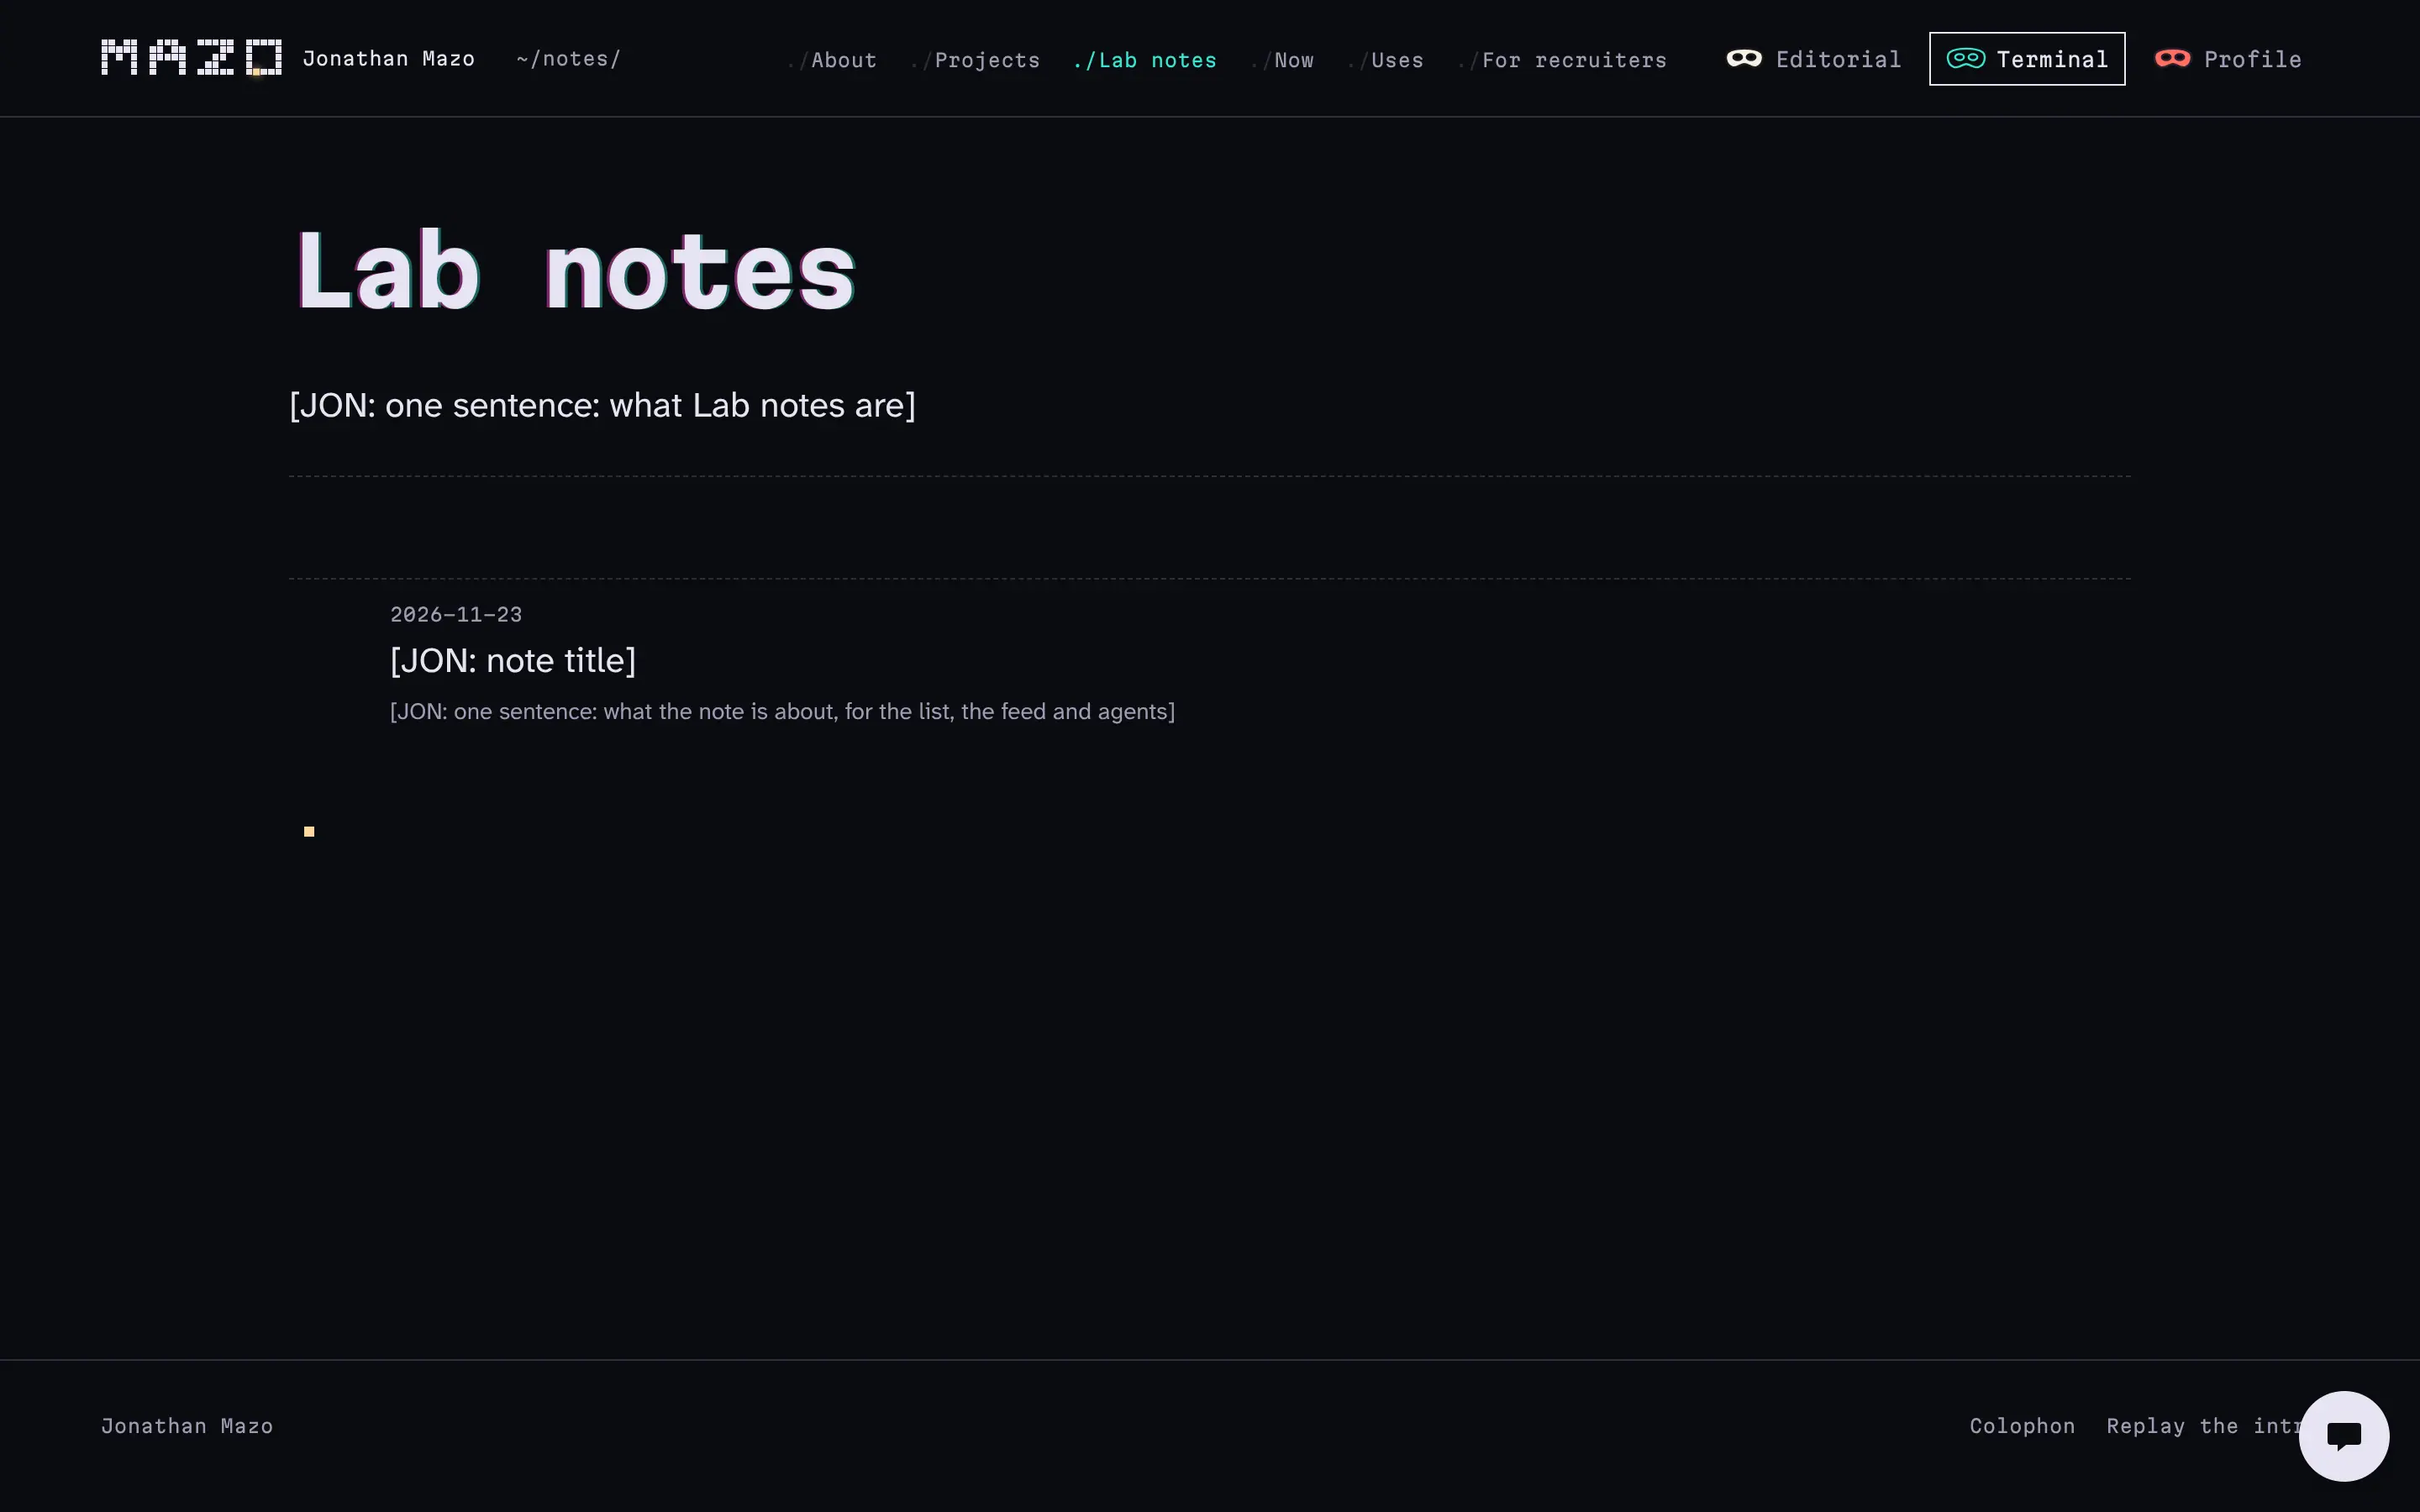 MAZO Jonathan Mazo ~/notes/ ./About ./Projects ./Lab notes ./Now ./Uses ./For recruiters Editorial Terminal Profile
Lab notes
[JON: one sentence: what Lab notes are]
2026-11-23
[JON: note title]
[JON: one sentence: what the note is about, for the list, the feed and agents]
Jonathan Mazo Colophon Replay the intr